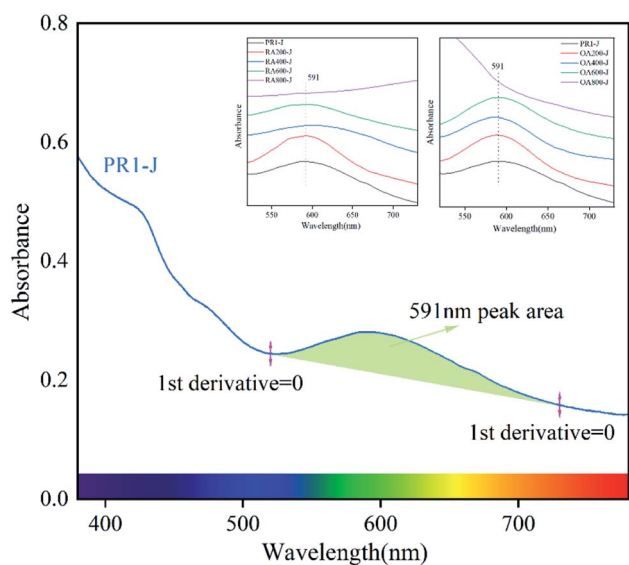 0.8
0.6
0.4
0.2
0.0
Absorbance
PR1-J
PR1-J
RA200-J
RA400-J
RA600-J
RA800-J
591
Absorbance
550
600
650
700
Wavelength(nm)
PR1-J
OA200-J
OA400-J
OA600-J
OA800-J
591
Absorbance
550
600
650
700
Wavelength(nm)
591nm peak area
1st derivative=0
1st derivative=0
400
500
600
700
Wavelength(nm)